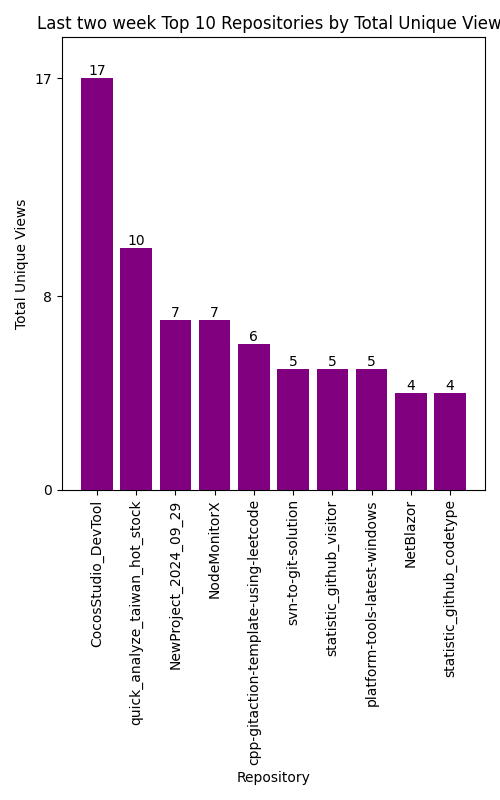 Last two week Top 10 Repositories by Total Unique View
17
10
7
7
6
5
5
5
4
4
17
8
0
Total Unique Views
CocosStudio_DevTool
quick_analyze_taiwan_hot_stock
NewProject_2024_09_29
NodeMonitorX
cpp-gitaction-template-using-leetcode
svn-to-git-solution
statistic_github_visitor
platform-tools-latest-windows
NetBlazor
statistic_github_codetype
Repository